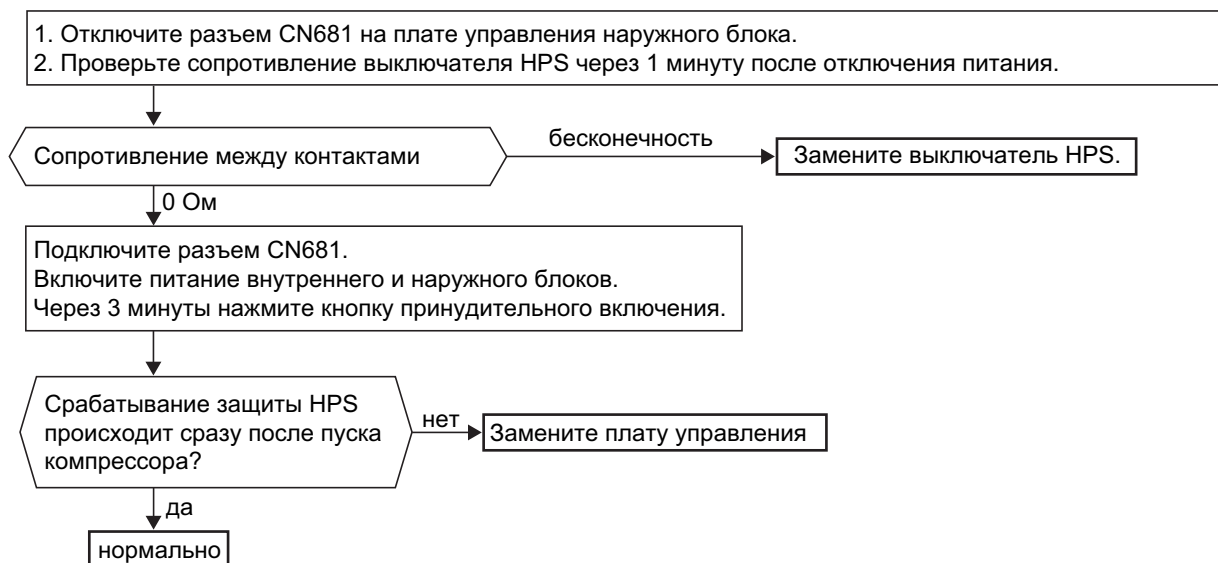 1. Отключите разъем CN681 на плате управления наружного блока.
2. Проверьте сопротивление выключателя HPS через 1 минуту после отключения питания.
Сопротивление между контактами
бесконечность
Замените выключатель HPS.
0 Ом
Подключите разъем CN681.
Включите питание внутреннего и наружного блоков.
Через 3 минуты нажмите кнопку принудительного включения.
Срабатывание защиты HPS
происходит сразу после пуска
компрессора?
нет
Замените плату управления
да
нормально